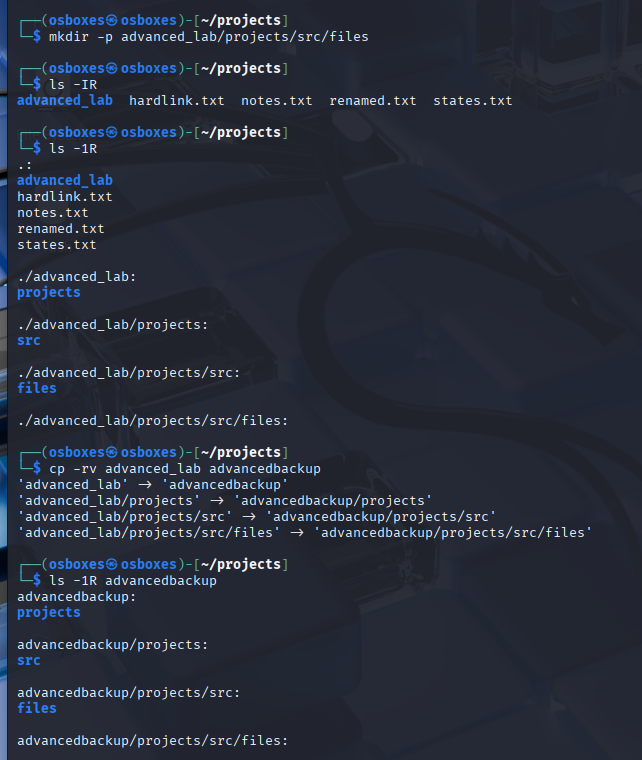 ┌──(osboxes㉿osboxes)-[~/projects]
└─$ mkdir -p advanced_lab/projects/src/files
┌──(osboxes㉿osboxes)-[~/projects]
└─$ ls -IR
advanced_lab  hardlink.txt  notes.txt  renamed.txt  states.txt
┌──(osboxes㉿osboxes)-[~/projects]
└─$ ls -1R
.:
advanced_lab
hardlink.txt
notes.txt
renamed.txt
states.txt
./advanced_lab:
projects
./advanced_lab/projects:
src
./advanced_lab/projects/src:
files
./advanced_lab/projects/src/files:
┌──(osboxes㉿osboxes)-[~/projects]
└─$ cp -rv advanced_lab advancedbackup
'advanced_lab' -> 'advancedbackup'
'advanced_lab/projects' -> 'advancedbackup/projects'
'advanced_lab/projects/src' -> 'advancedbackup/projects/src'
'advanced_lab/projects/src/files' -> 'advancedbackup/projects/src/files'
┌──(osboxes㉿osboxes)-[~/projects]
└─$ ls -1R advancedbackup
advancedbackup:
projects
advancedbackup/projects:
src
advancedbackup/projects/src:
files
advancedbackup/projects/src/files: